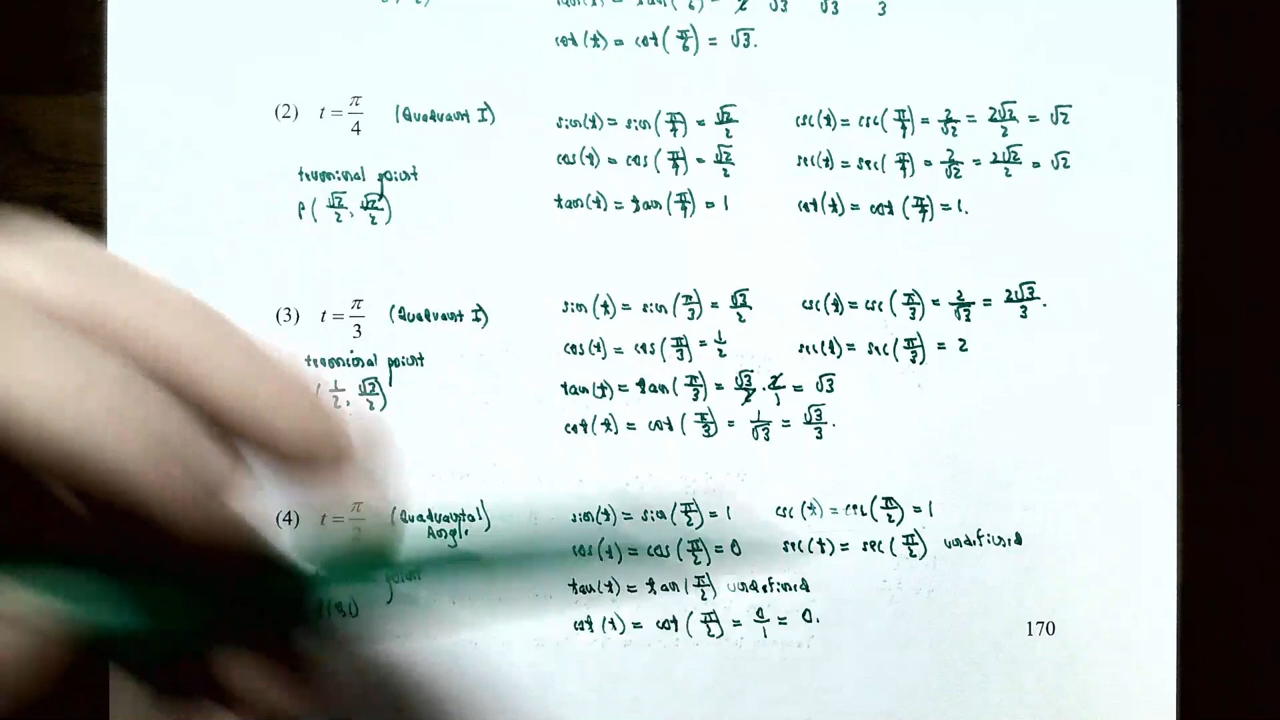 cot(t) = cot(π/6) = √3.
(2) t = π/4 (Quadrant I) sin(t) = sin(π/4) = √2/2 csc(t) = csc(π/4) = 2/√2 = 2√2/2 = √2
cos(t) = cos(π/4) = √2/2 sec(t) = sec(π/4) = 2/√2 = 2√2/2 = √2
terminal point
P(√2/2, √2/2) tan(t) = tan(π/4) = 1 cot(t) = cot(π/4) = 1.
(3) t = π/3 (Quadrant I) sin(t) = sin(π/3) = √3/2 csc(t) = csc(π/3) = 2/√3 = 2√3/3.
cos(t) = cos(π/3) = 1/2 sec(t) = sec(π/3) = 2
terminal point
tan(t) = tan(π/3) = √3/2 · 2/1 = √3
(1/2, √3/2)
cot(t) = cot(π/3) = 1/√3 = √3/3.
(4) t = π/2 (Quadrantal Angle) sin(t) = sin(π/2) = 1 csc(t) = csc(π/2) = 1
cos(t) = cos(π/2) = 0 sec(t) = sec(π/2) undefined
point tan(t) = tan(π/2) undefined
cot(t) = cot(π/2) = 0/1 = 0.
170